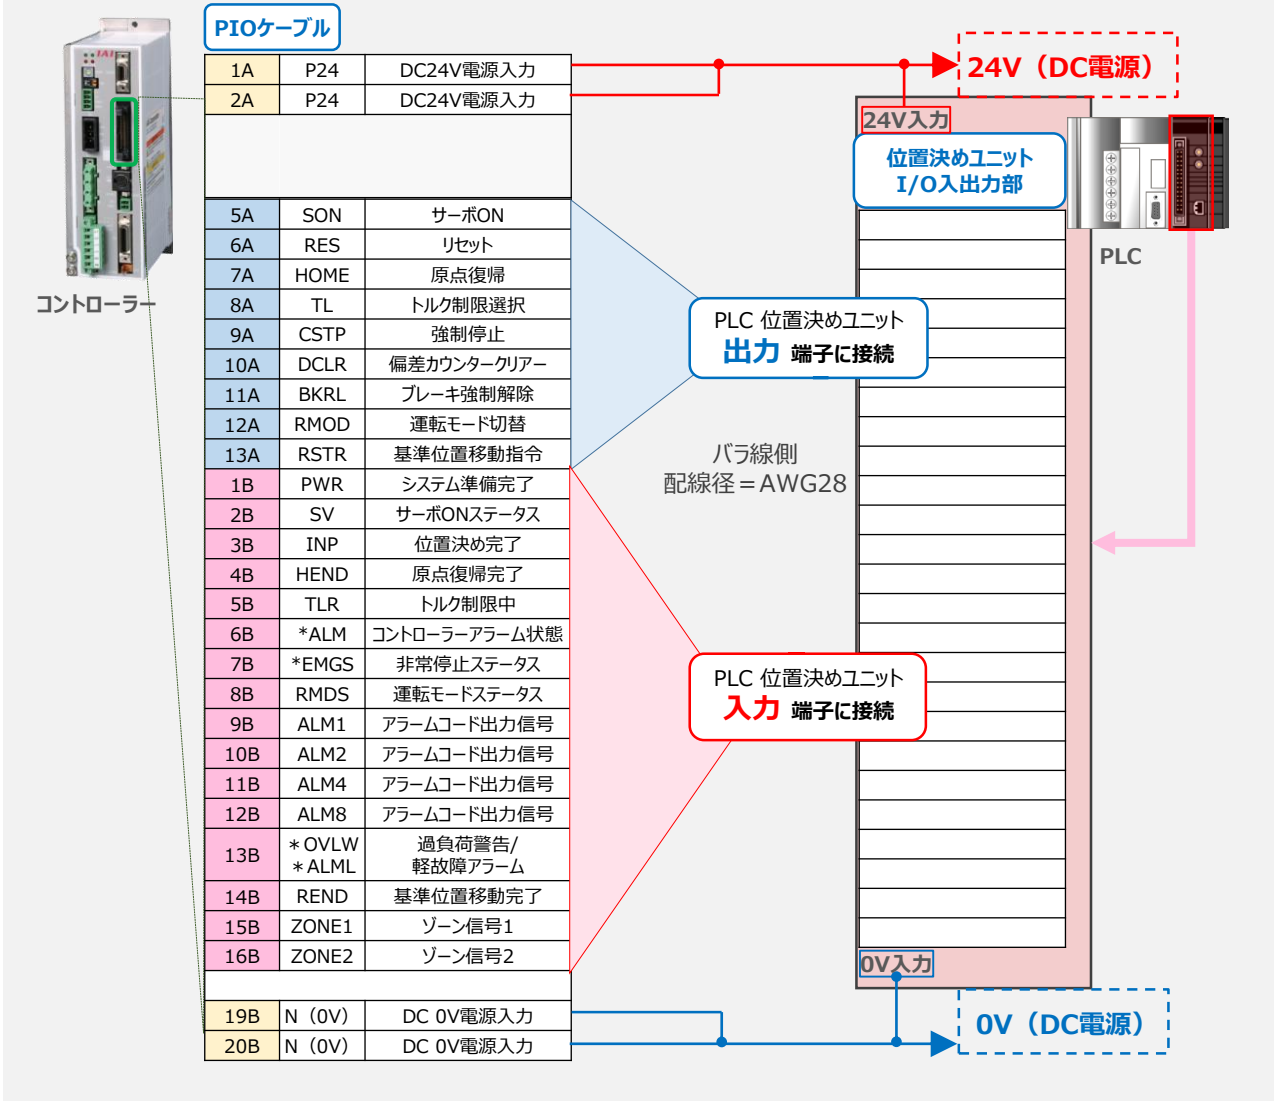 PIOケーブル
IAI
コントローラー
1A P24 DC24V電源入力
2A P24 DC24V電源入力
5A SON サーボON
6A RES リセット
7A HOME 原点復帰
8A TL トルク制限選択
9A CSTP 強制停止
10A DCLR 偏差カウンタークリアー
11A BKRL ブレーキ強制解除
12A RMOD 運転モード切替
13A RSTR 基準位置移動指令
1B PWR システム準備完了
2B SV サーボONステータス
3B INP 位置決め完了
4B HEND 原点復帰完了
5B TLR トルク制限中
6B *ALM コントローラーアラーム状態
7B *EMGS 非常停止ステータス
8B RMDS 運転モードステータス
9B ALM1 アラームコード出力信号
10B ALM2 アラームコード出力信号
11B ALM4 アラームコード出力信号
12B ALM8 アラームコード出力信号
13B ＊OVLW 過負荷警告/
＊ALML 軽故障アラーム
14B REND 基準位置移動完了
15B ZONE1 ゾーン信号1
16B ZONE2 ゾーン信号2
19B N（0V） DC 0V電源入力
20B N（0V） DC 0V電源入力
PLC 位置決めユニット
出力 端子に接続
バラ線側
配線径＝AWG28
PLC 位置決めユニット
入力 端子に接続
24V（DC電源）
24V入力
位置決めユニット
I/O入出力部
PLC
0V入力
0V（DC電源）